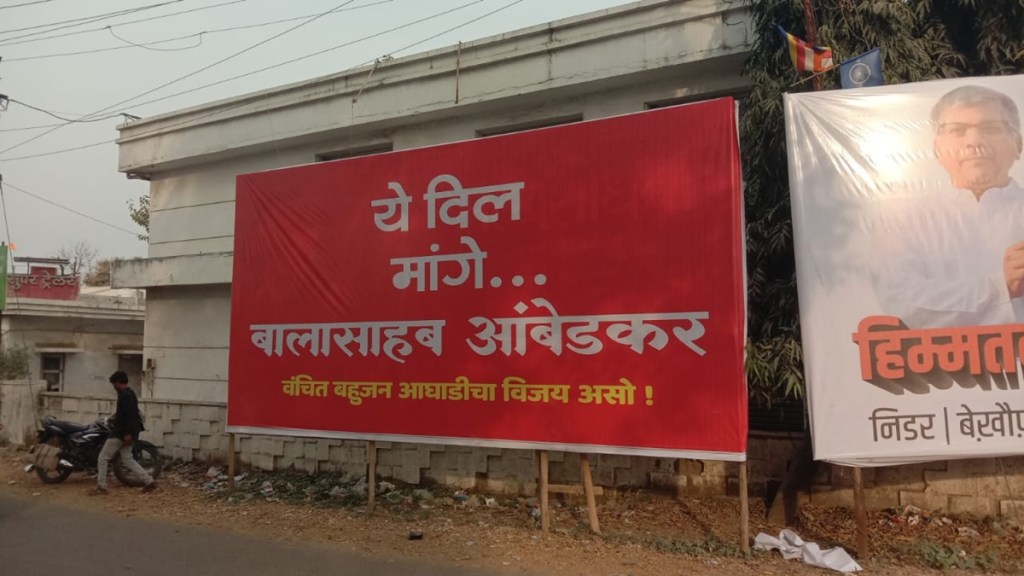 ये दिल
मांगे...
बालासाहब आंबेडकर
वंचित बहुजन आघाडीचा विजय असो !
निडर |